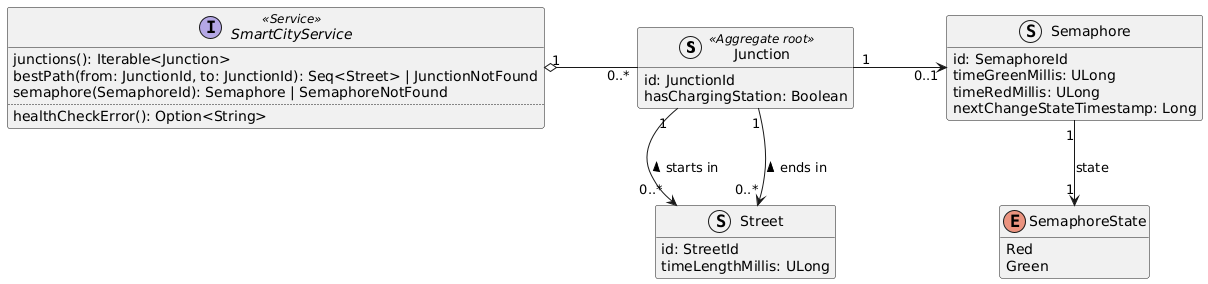 I
«Service»
SmartCityService
junctions(): Iterable<Junction>
bestPath(from: JunctionId, to: JunctionId): Seq<Street> | JunctionNotFound
semaphore(SemaphoreId): Semaphore | SemaphoreNotFound
healthCheckError(): Option<String>
1
0..*
S
«Aggregate root»
Junction
id: JunctionId
hasChargingStation: Boolean
1
0..1
S
Semaphore
id: SemaphoreId
timeGreenMillis: ULong
timeRedMillis: ULong
nextChangeStateTimestamp: Long
1
1
1
starts in
ends in
state
0..*
0..*
1
S
Street
id: StreetId
timeLengthMillis: ULong
E
SemaphoreState
Red
Green